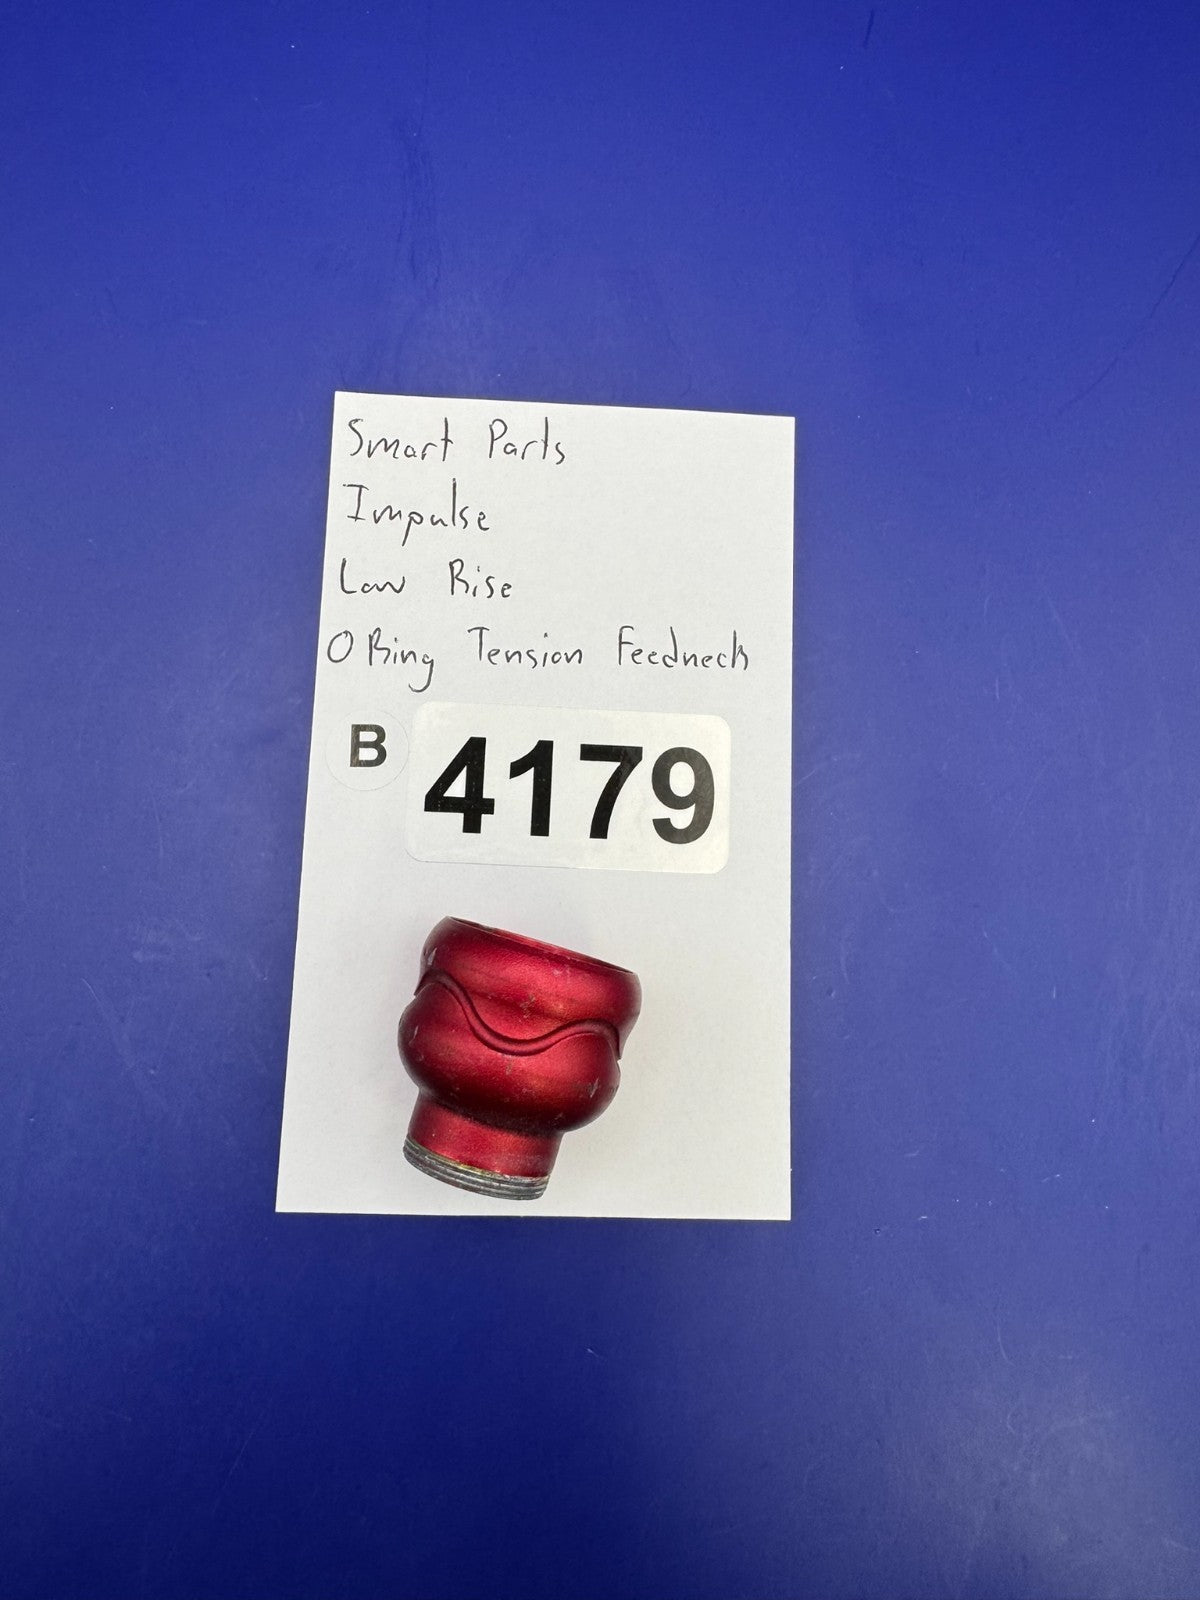 Smart Parts
Impulse
Low Rise
O Ring Tension Feedneck
B 4179